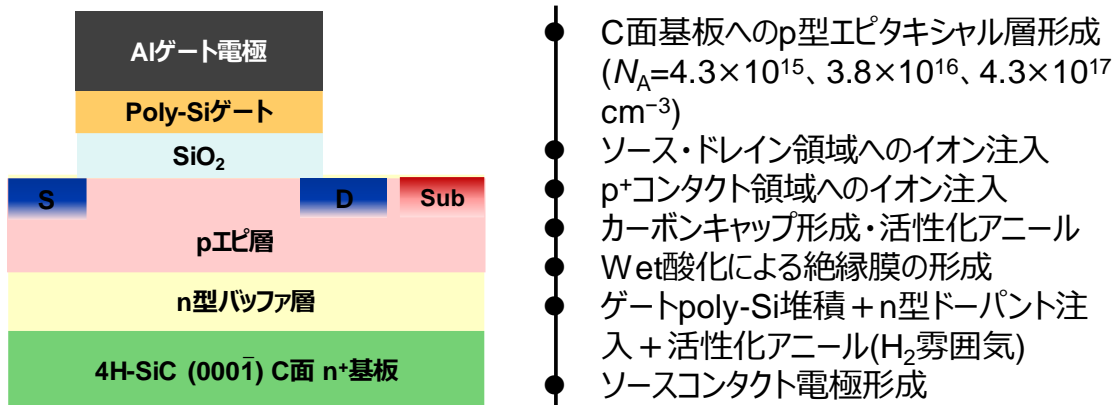 Alゲート電極
Poly-Siゲート
SiO₂
S
D
Sub
pエピ層
n型バッファ層
4H-SiC (0001̄) C面 n⁺基板
C面基板へのp型エピタキシャル層形成
(N_A=4.3×10¹⁵、3.8×10¹⁶、4.3×10¹⁷
cm⁻³)
ソース・ドレイン領域へのイオン注入
p⁺コンタクト領域へのイオン注入
カーボンキャップ形成・活性化アニール
Wet酸化による絶縁膜の形成
ゲートpoly-Si堆積+n型ドーパント注
入+活性化アニール(H₂雰囲気)
ソースコンタクト電極形成